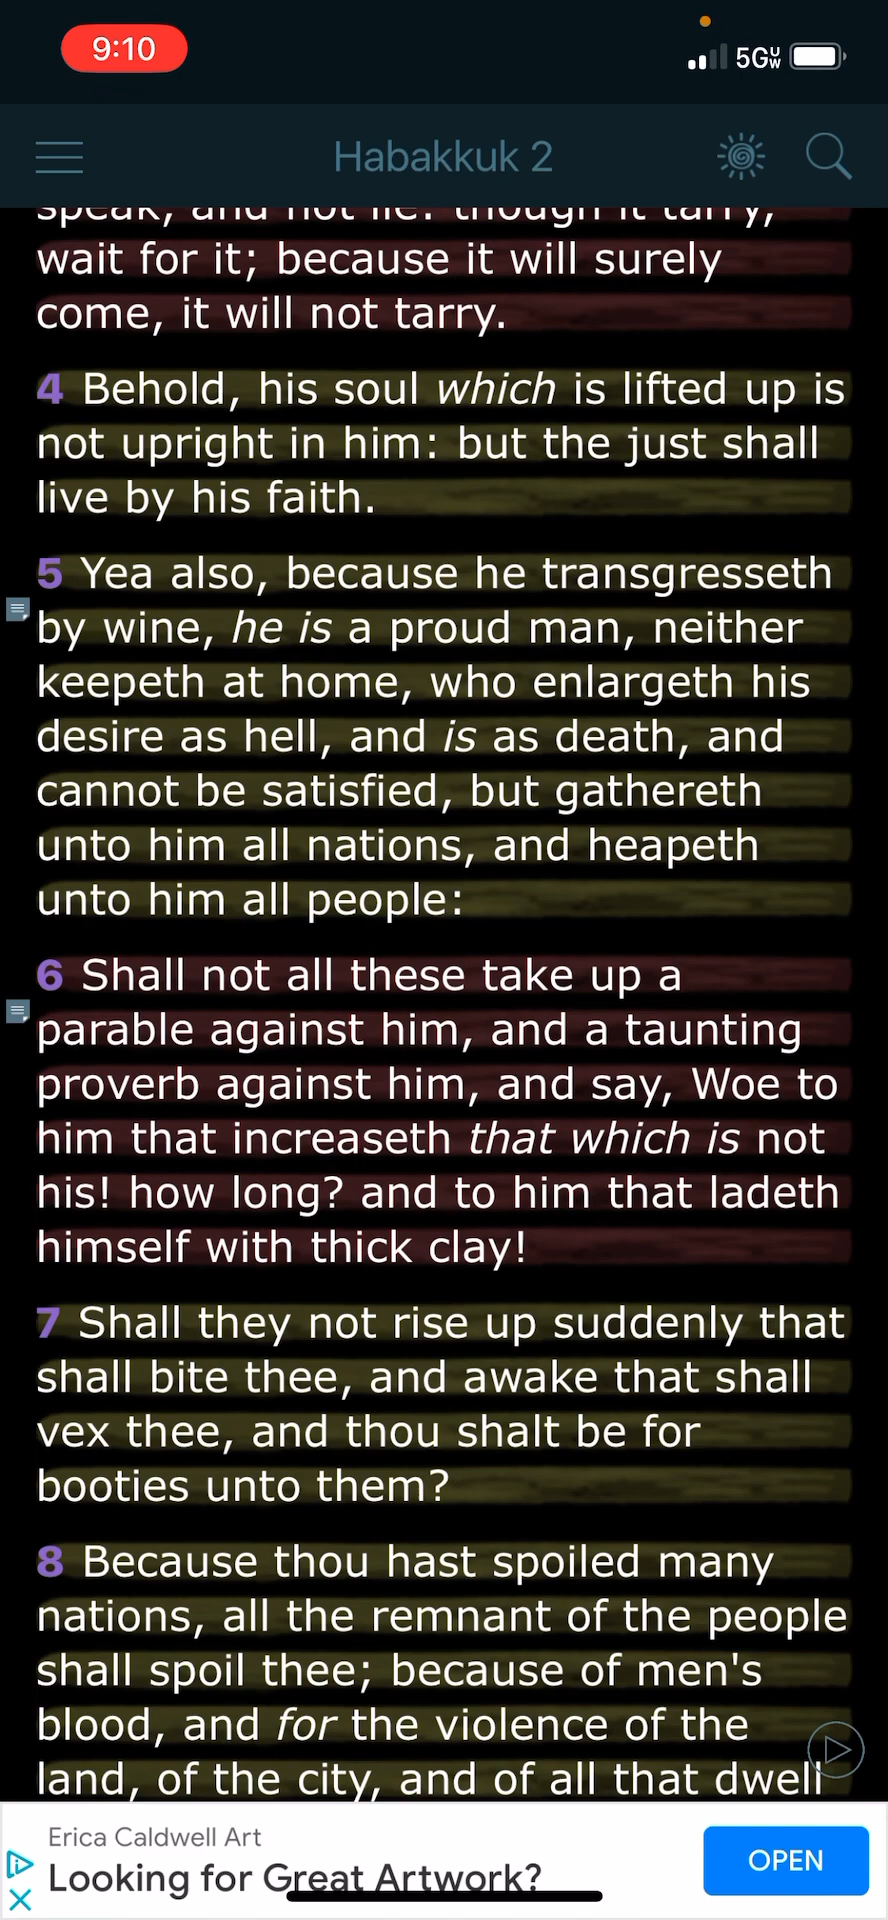 9:10
5GUW
Habakkuk 2
speak, and not lie: though it tarry,
wait for it; because it will surely
come, it will not tarry.
4 Behold, his soul which is lifted up is
not upright in him: but the just shall
live by his faith.
5 Yea also, because he transgresseth
by wine, he is a proud man, neither
keepeth at home, who enlargeth his
desire as hell, and is as death, and
cannot be satisfied, but gathereth
unto him all nations, and heapeth
unto him all people:
6 Shall not all these take up a
parable against him, and a taunting
proverb against him, and say, Woe to
him that increaseth that which is not
his! how long? and to him that ladeth
himself with thick clay!
7 Shall they not rise up suddenly that
shall bite thee, and awake that shall
vex thee, and thou shalt be for
booties unto them?
8 Because thou hast spoiled many
nations, all the remnant of the people
shall spoil thee; because of men's
blood, and for the violence of the
land, of the city, and of all that dwell
Erica Caldwell Art
Looking for Great Artwork?
OPEN